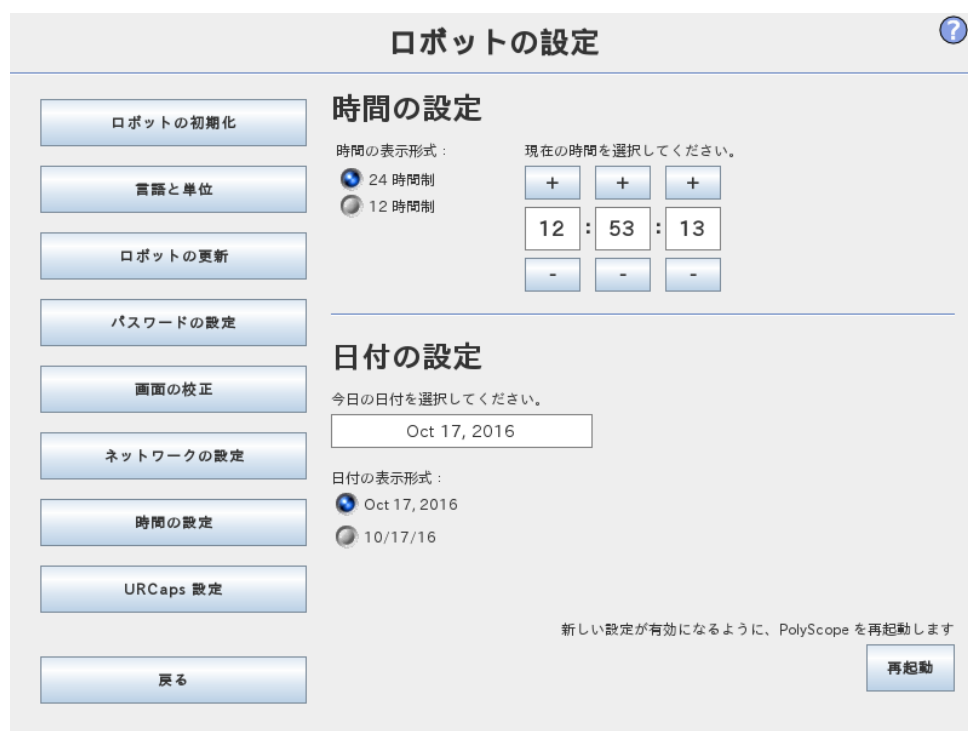 ロボットの設定
?
ロボットの初期化
言語と単位
ロボットの更新
パスワードの設定
画面の校正
ネットワークの設定
時間の設定
URCaps 設定
戻る
時間の設定
時間の表示形式 :
24 時間制
12 時間制
現在の時間を選択してください。
+ + +
12 : 53 : 13
- - -
日付の設定
今日の日付を選択してください。
Oct 17, 2016
日付の表示形式 :
Oct 17, 2016
10/17/16
新しい設定が有効になるように、PolyScope を再起動します
再起動